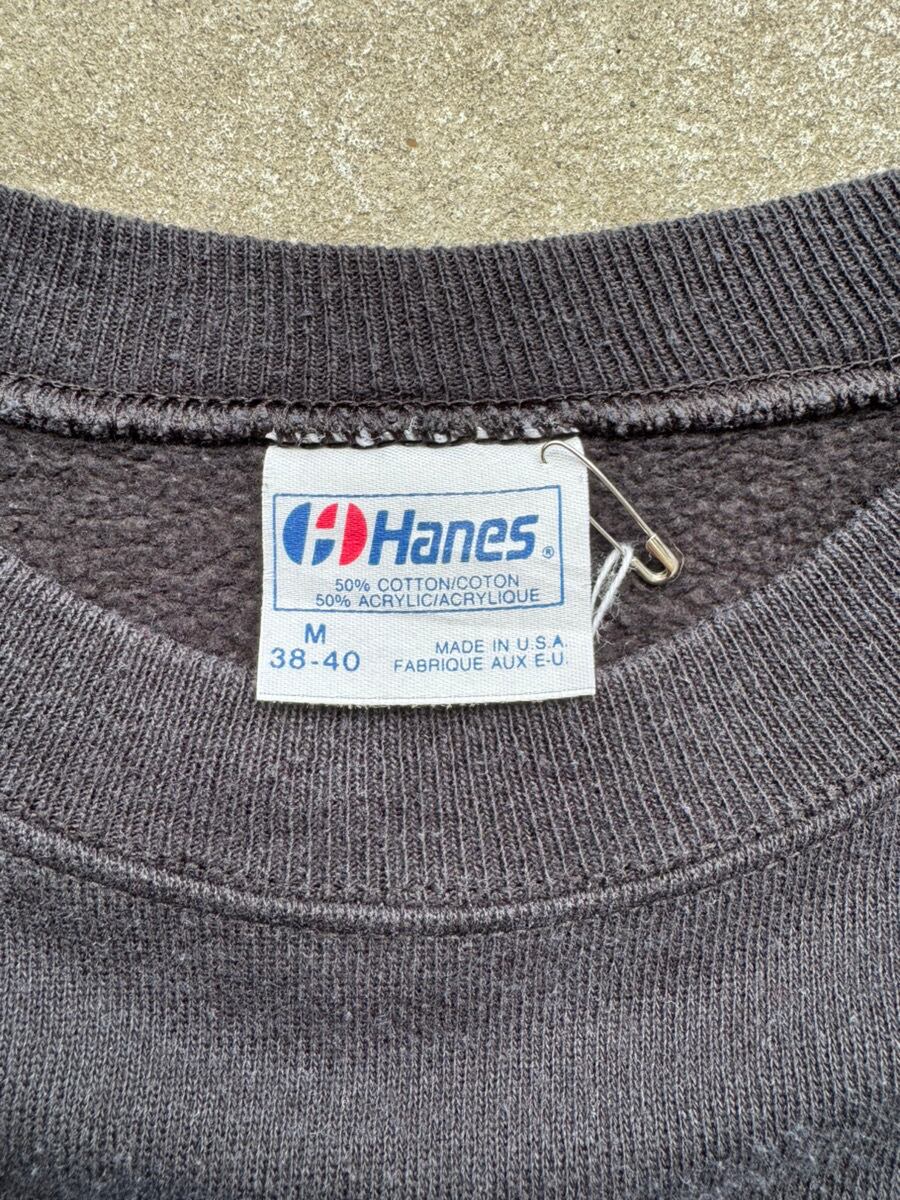 Hanes®
50% COTTON/COTON
50% ACRYLIC/ACRYLIQUE
M
38-40
MADE IN U.S.A.
FABRIQUE AUX E-U.